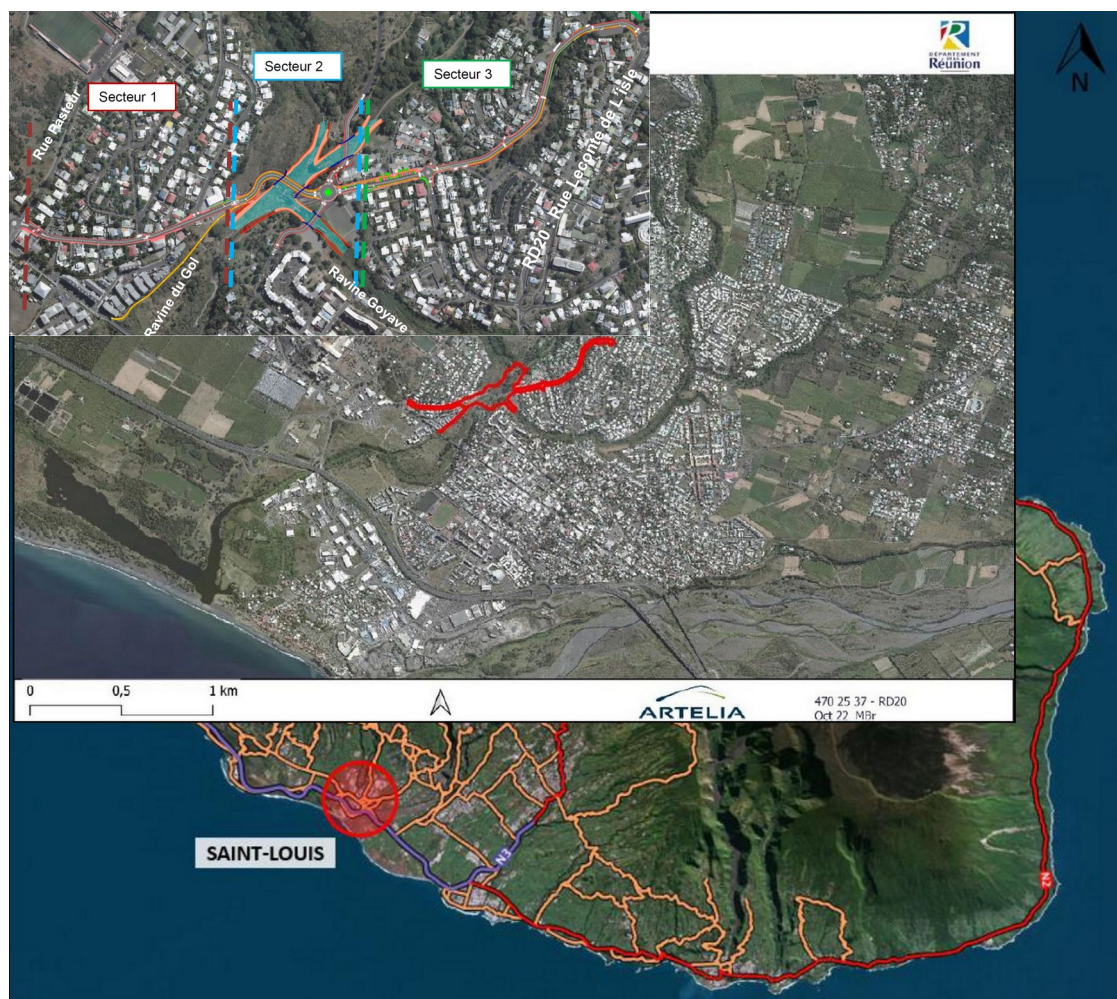 Secteur 1
Secteur 2
Secteur 3
Rue Pasteur
Ravine du Gol
Ravine Goyave
RD20 : Rue Leconte de L'isle
DÉPARTEMENT
Réunion
N
0 0,5 1 km
ARTELIA
470 25 37 - RD20
Oct 22 MBr
SAINT-LOUIS
N3
N2